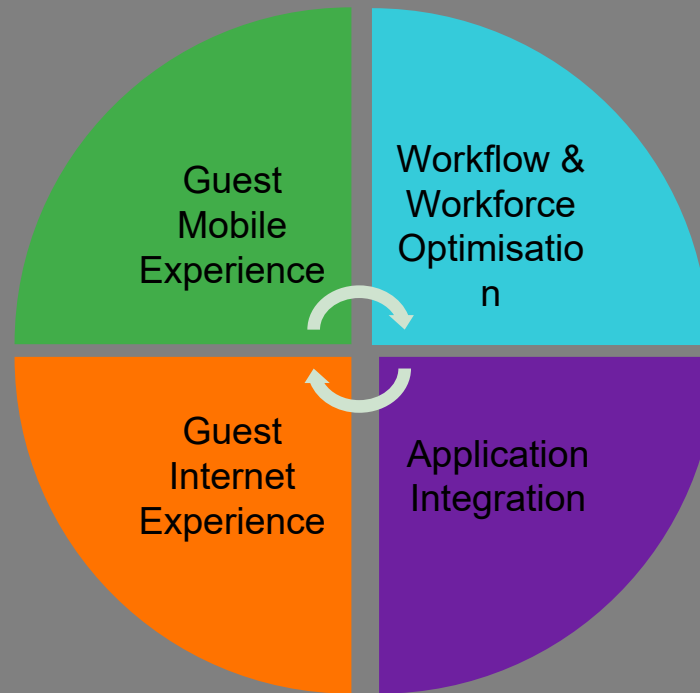 Guest
Mobile
Experience
Workflow &
Workforce
Optimisatio
n
Guest
Internet
Experience
Application
Integration